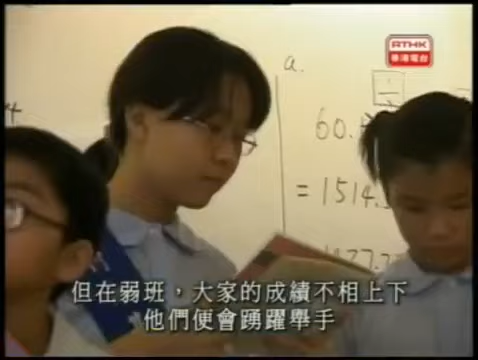 RTHK
香港電台
a.
60.
= 1514.
但在弱班，大家的成績不相上下
他們便會踴躍舉手